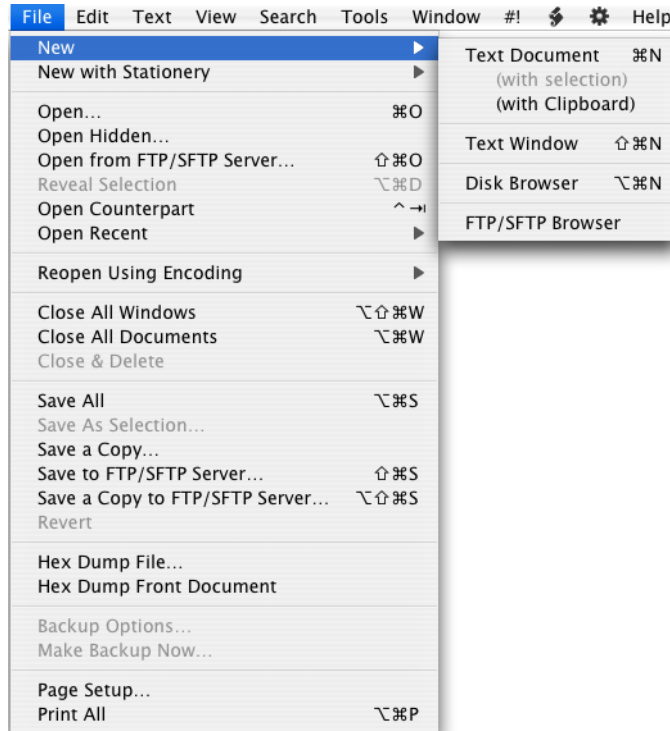 File Edit Text View Search Tools Window #! Help
New
New with Stationery
Open... ⌘O
Open Hidden...
Open from FTP/SFTP Server... ⇧⌘O
Reveal Selection ⌥⌘D
Open Counterpart ^⇥
Open Recent
Reopen Using Encoding
Close All Windows ⌥⇧⌘W
Close All Documents ⌥⌘W
Close & Delete
Save All ⌥⌘S
Save As Selection...
Save a Copy...
Save to FTP/SFTP Server... ⇧⌘S
Save a Copy to FTP/SFTP Server... ⌥⇧⌘S
Revert
Hex Dump File...
Hex Dump Front Document
Backup Options...
Make Backup Now...
Page Setup...
Print All ⌥⌘P
Text Document ⌘N
(with selection)
(with Clipboard)
Text Window ⇧⌘N
Disk Browser ⌥⌘N
FTP/SFTP Browser